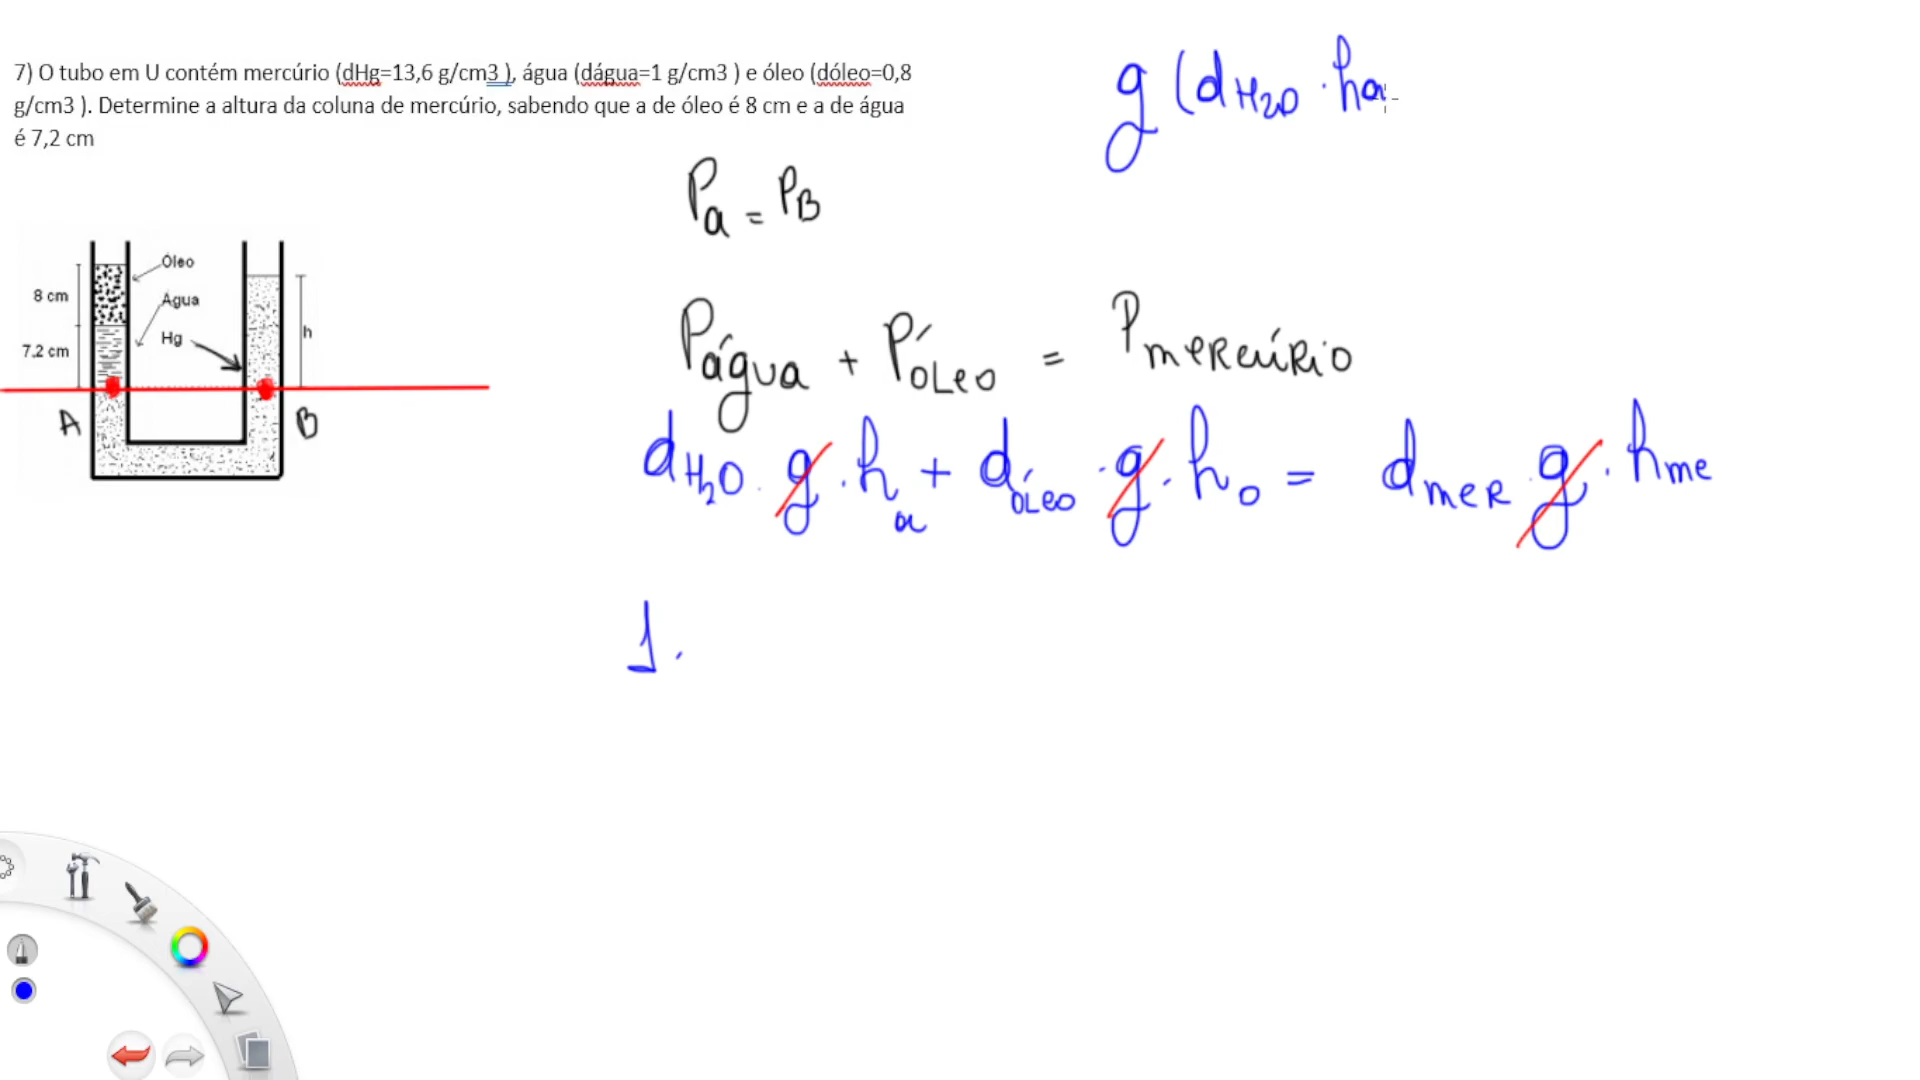 7) O tubo em U contém mercúrio (dHg=13,6 g/cm3 ), água (dágua=1 g/cm3 ) e óleo (dóleo=0,8
g/cm3 ). Determine a altura da coluna de mercúrio, sabendo que a de óleo é 8 cm e a de água
é 7,2 cm
g (dH2O · ha
Pa = PB
Óleo
8 cm
Água
Hg
h
7.2 cm
A
B
Págua + PÓLEO = PMERCÚRIO
dH2O · g · ha + dÓLEO · g · ho = dMER · g · hme
1 ·